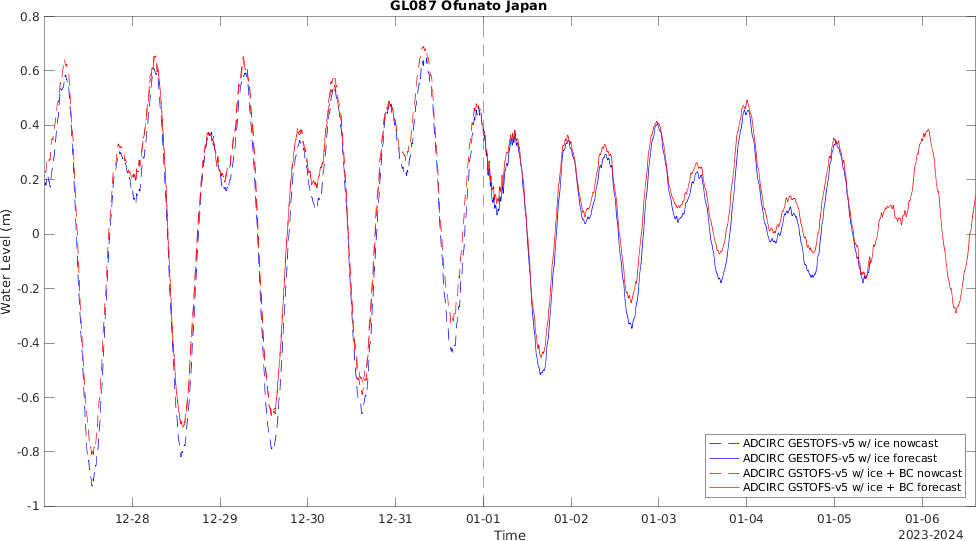 GL087 Ofunato Japan
0.8
0.6
0.4
0.2
0
-0.2
-0.4
-0.6
-0.8
-1
Water Level (m)
12-28 12-29 12-30 12-31 01-01 01-02 01-03 01-04 01-05 01-06
Time
2023-2024
ADCIRC GESTOFS-v5 w/ ice nowcast
ADCIRC GESTOFS-v5 w/ ice forecast
ADCIRC GSTOFS-v5 w/ ice + BC nowcast
ADCIRC GSTOFS-v5 w/ ice + BC forecast